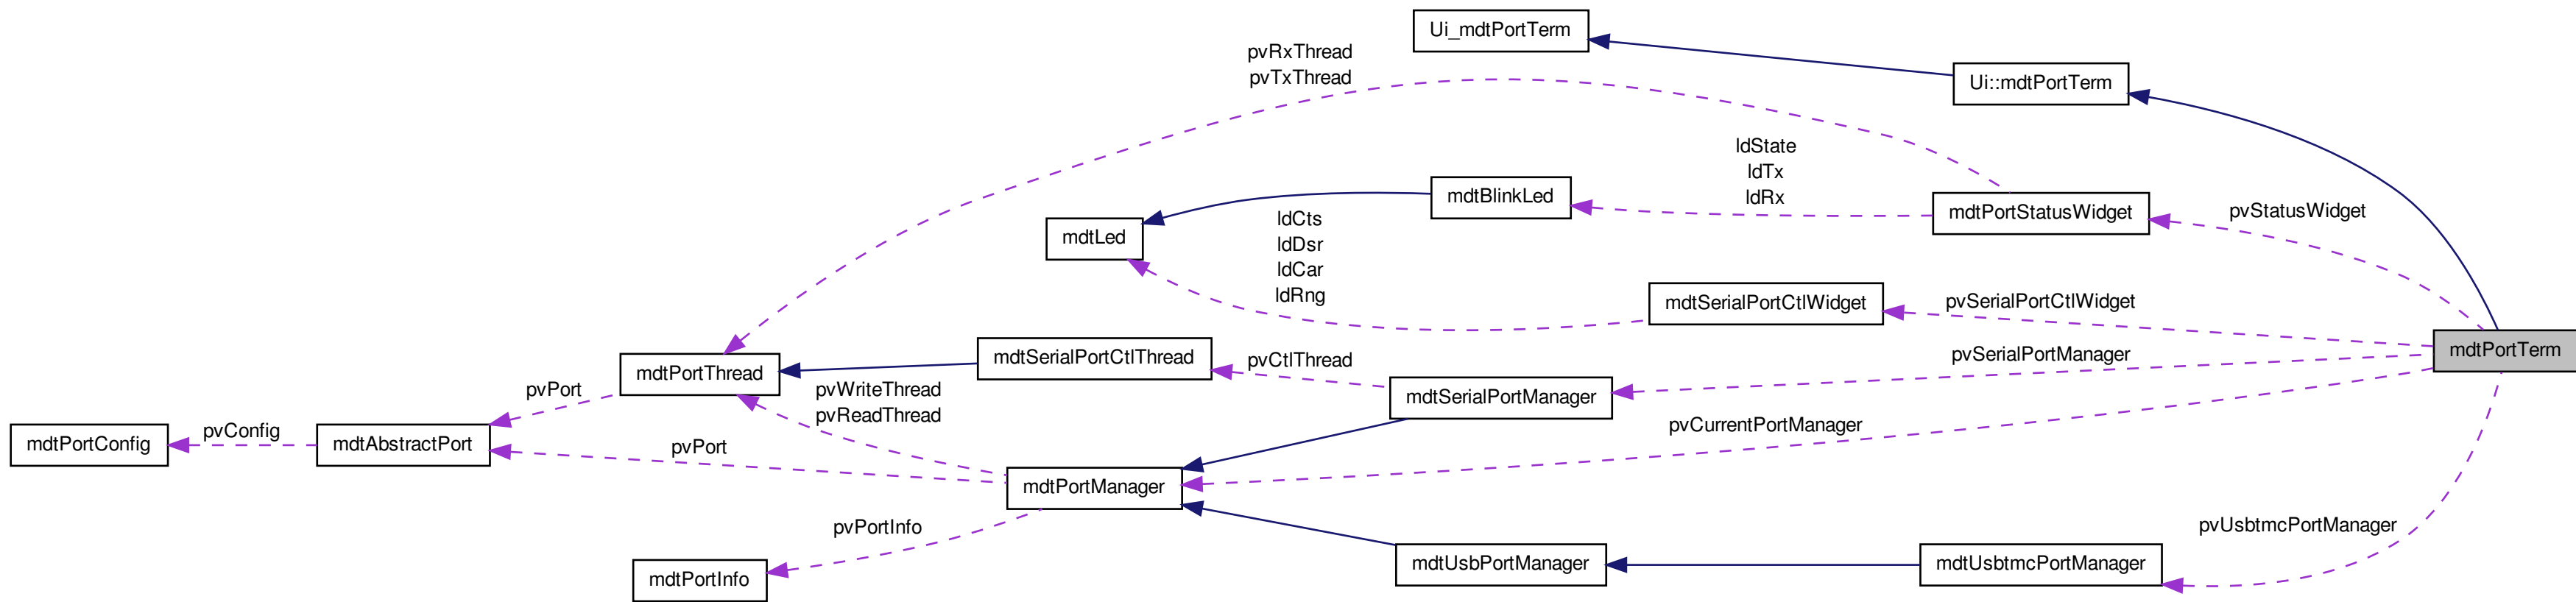 Ui_mdtPortTerm
pvRxThread
pvTxThread
Ui::mdtPortTerm
ldState
ldTx
ldRx
mdtBlinkLed
mdtPortStatusWidget
pvStatusWidget
mdtLed
ldCts
ldDsr
ldCar
ldRng
mdtSerialPortCtlWidget
pvSerialPortCtlWidget
mdtPortTerm
mdtSerialPortCtlThread
pvCtlThread
pvSerialPortManager
mdtPortThread
pvPort
pvWriteThread
pvReadThread
mdtSerialPortManager
pvCurrentPortManager
mdtPortConfig
pvConfig
mdtAbstractPort
pvPort
mdtPortManager
pvPortInfo
pvUsbtmcPortManager
mdtPortInfo
mdtUsbPortManager
mdtUsbtmcPortManager